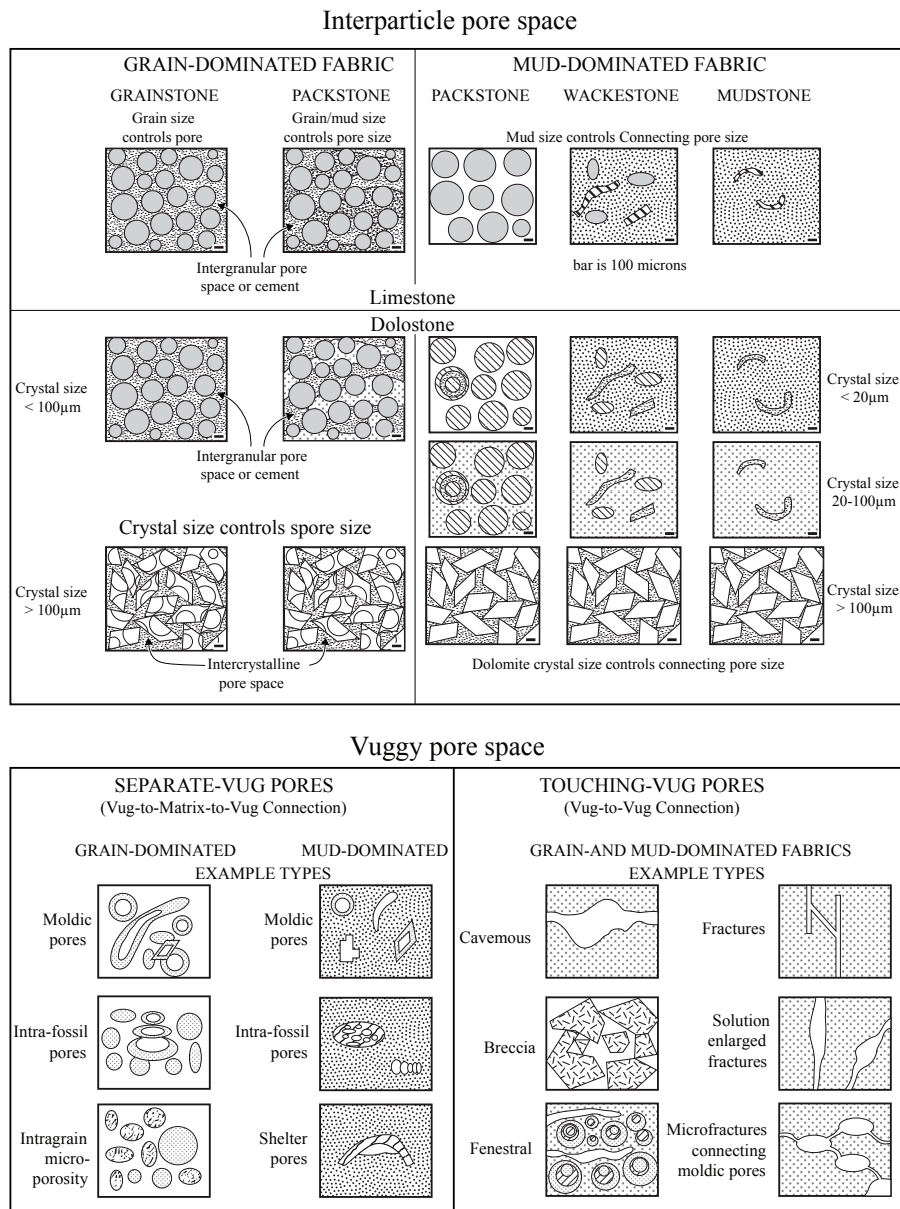 Interparticle pore space
GRAIN-DOMINATED FABRIC
MUD-DOMINATED FABRIC
GRAINSTONE
PACKSTONE
PACKSTONE
WACKESTONE
MUDSTONE
Grain size
controls pore
Grain/mud size
controls pore size
Mud size controls Connecting pore size
Intergranular pore
space or cement
bar is 100 microns
Limestone
Dolostone
Crystal size
< 100µm
Crystal size
< 20µm
Intergranular pore
space or cement
Crystal size
20-100µm
Crystal size controls spore size
Crystal size
> 100µm
Crystal size
> 100µm
Intercrystalline
pore space
Dolomite crystal size controls connecting pore size
Vuggy pore space
SEPARATE-VUG PORES
(Vug-to-Matrix-to-Vug Connection)
TOUCHING-VUG PORES
(Vug-to-Vug Connection)
GRAIN-DOMINATED
MUD-DOMINATED
EXAMPLE TYPES
GRAIN-AND MUD-DOMINATED FABRICS
EXAMPLE TYPES
Moldic
pores
Moldic
pores
Cavemous
Fractures
Intra-fossil
pores
Intra-fossil
pores
Breccia
Solution
enlarged
fractures
Intragrain
micro-
porosity
Shelter
pores
Fenestral
Microfractures
connecting
moldic pores